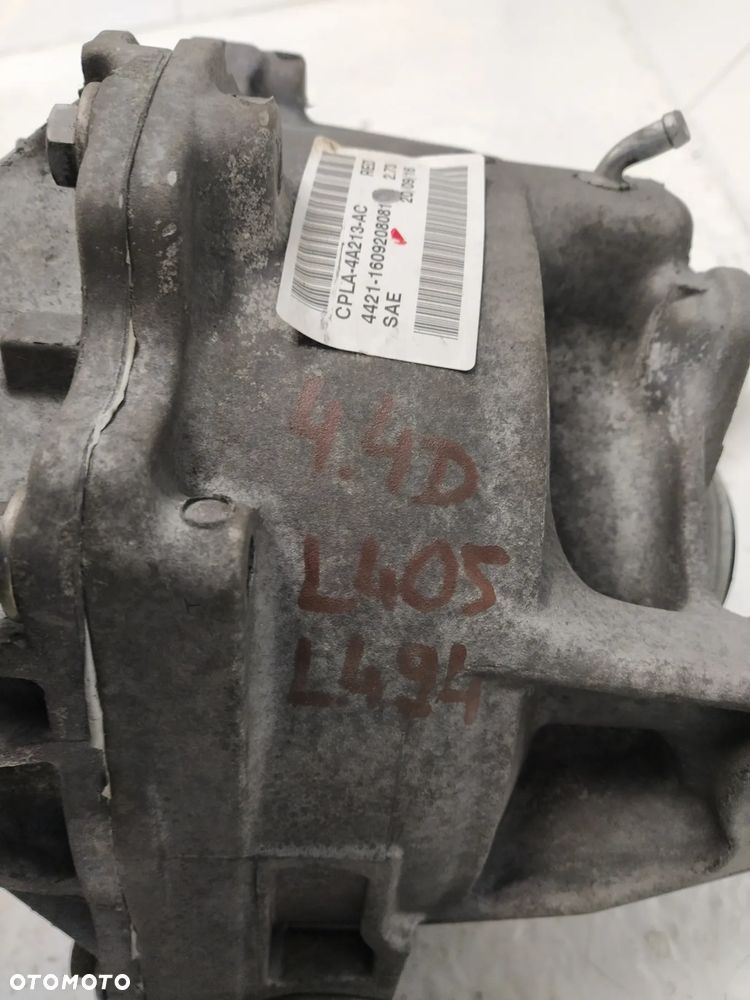 CPLA-4A213-AC
4421-1609208081
SAE
RED 2.73
20 09 16
4.4D
L405
L494
OTOMOTO